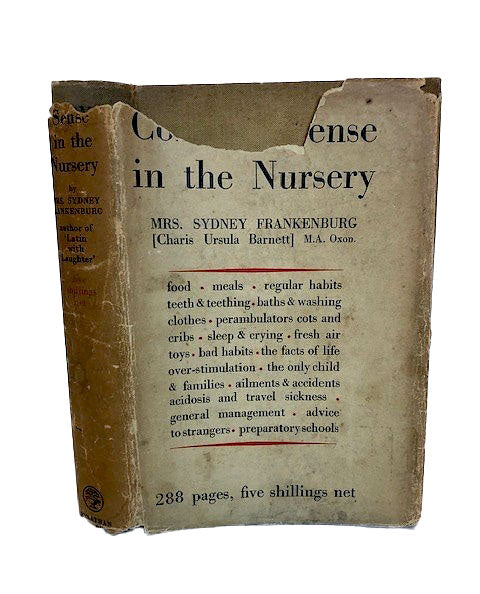 Sense
in the
Nursery
by
MRS. SYDNEY
FRANKENBURG
author of
'Latin
with
Laughter'
shillings
net
Co ense
in the Nursery
MRS. SYDNEY FRANKENBURG
[Charis Ursula Barnett] M.A. Oxon.
food • meals • regular habits
teeth & teething • baths & washing
clothes • perambulators cots and
cribs • sleep & crying • fresh air
toys • bad habits • the facts of life
over-stimulation • the only child
& families • ailments & accidents
acidosis and travel sickness •
general management • advice
to strangers • preparatory schools
288 pages, five shillings net